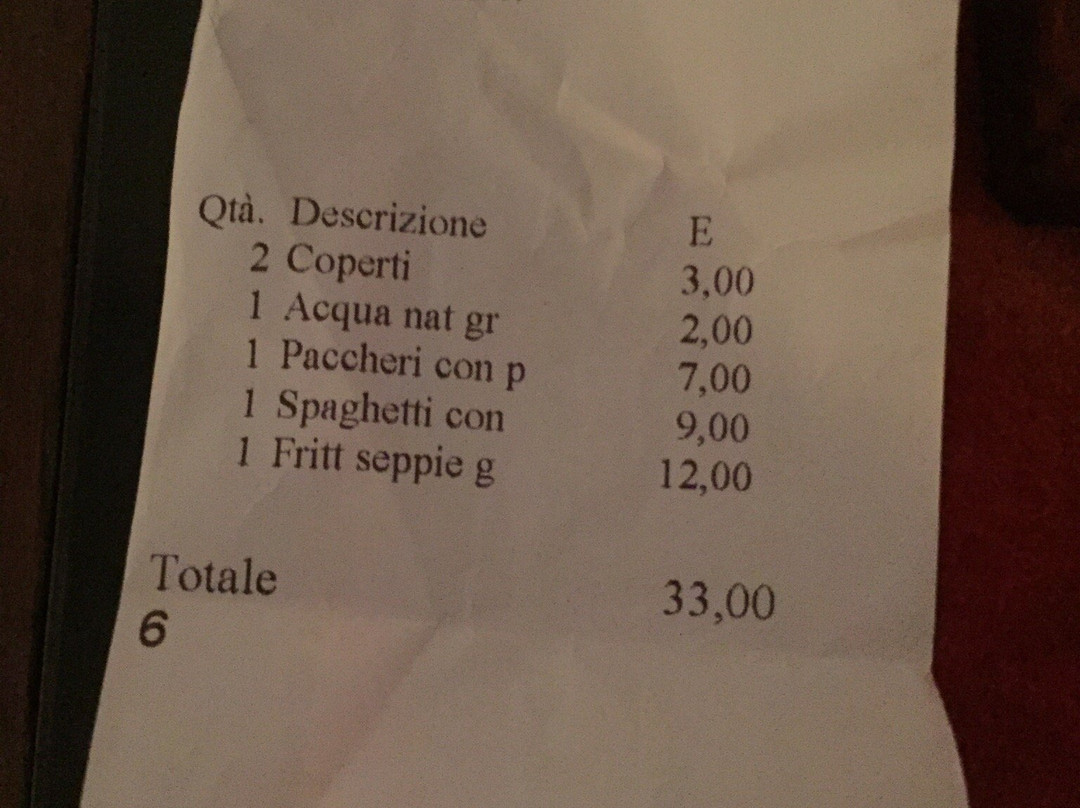 Qtà. Descrizione E
2 Coperti 3,00
1 Acqua nat gr 2,00
1 Paccheri con p 7,00
1 Spaghetti con 9,00
1 Fritt seppie g 12,00
Totale 33,00
6